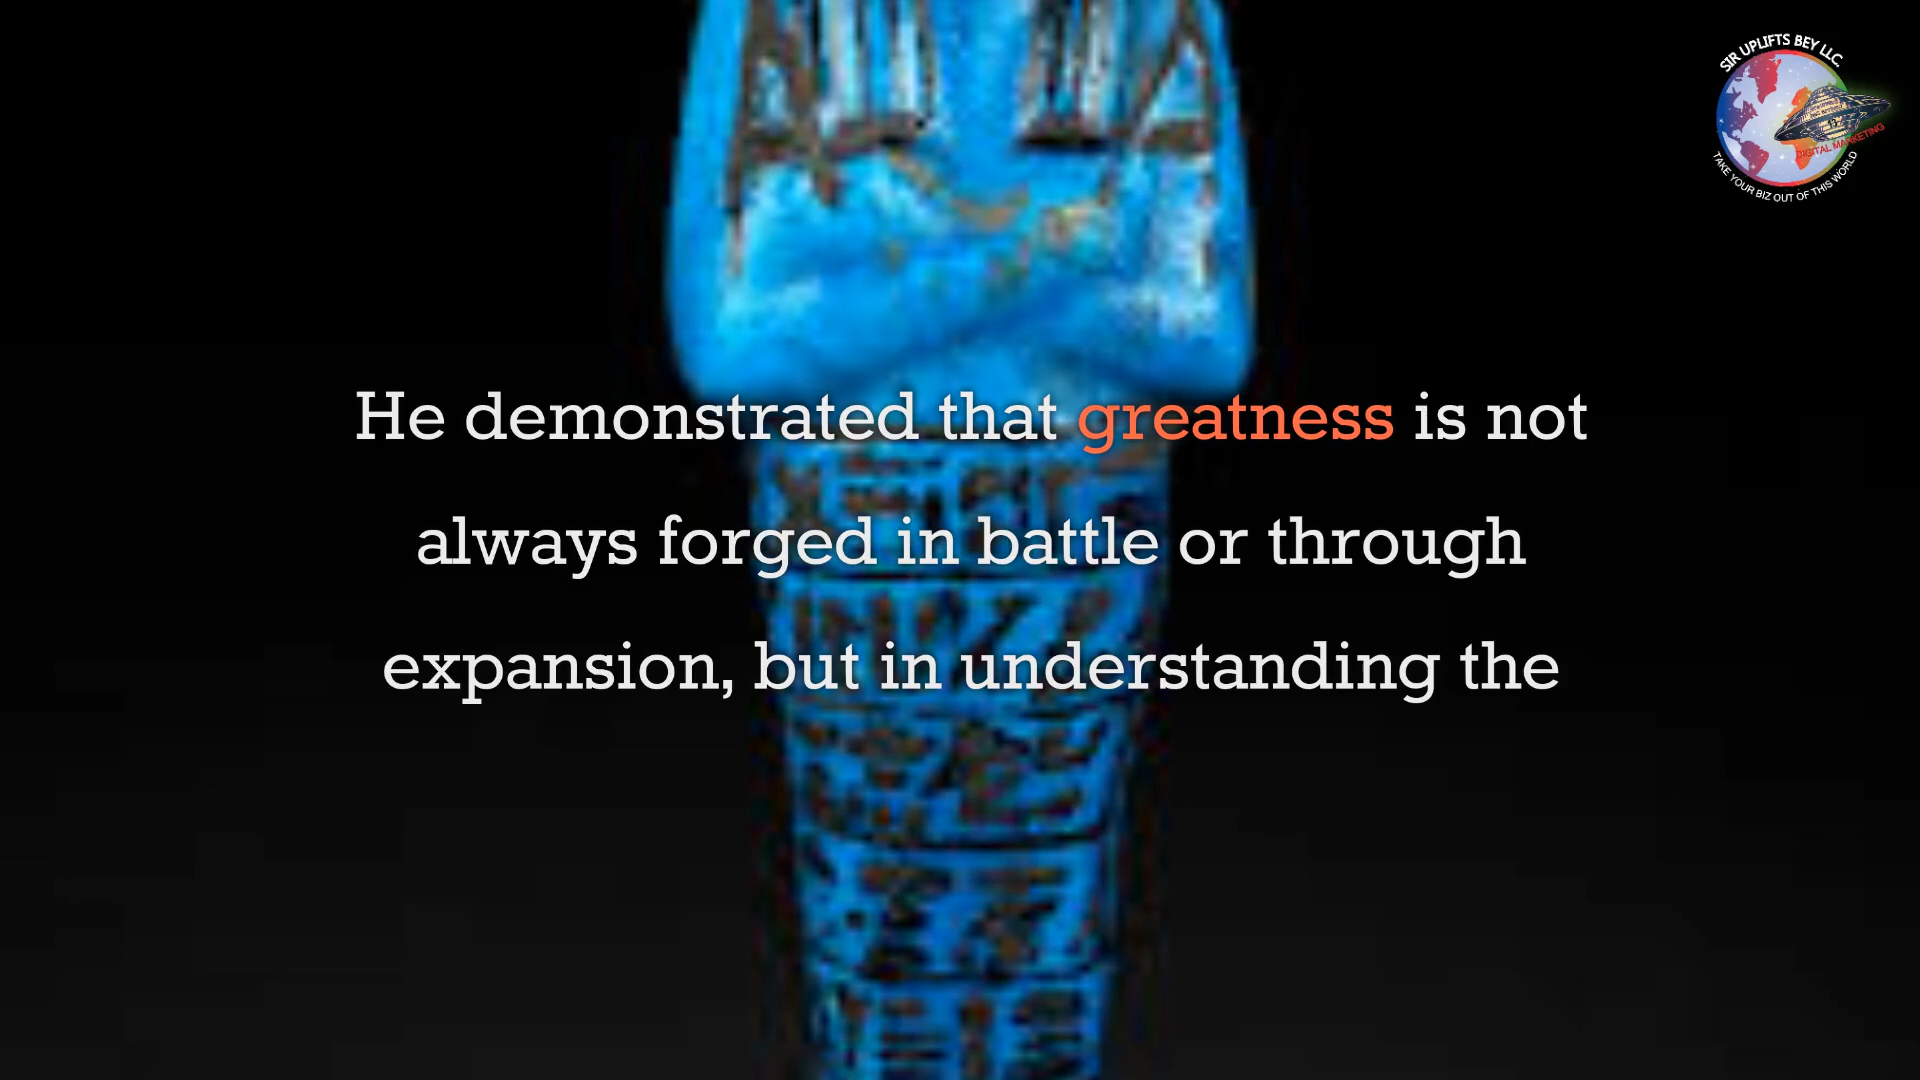 SIR UPLIFTS BEY LLC.
DIGITAL MARKETING
TAKE YOUR BIZ OUT OF THIS WORLD
He demonstrated that greatness is not
always forged in battle or through
expansion, but in understanding the